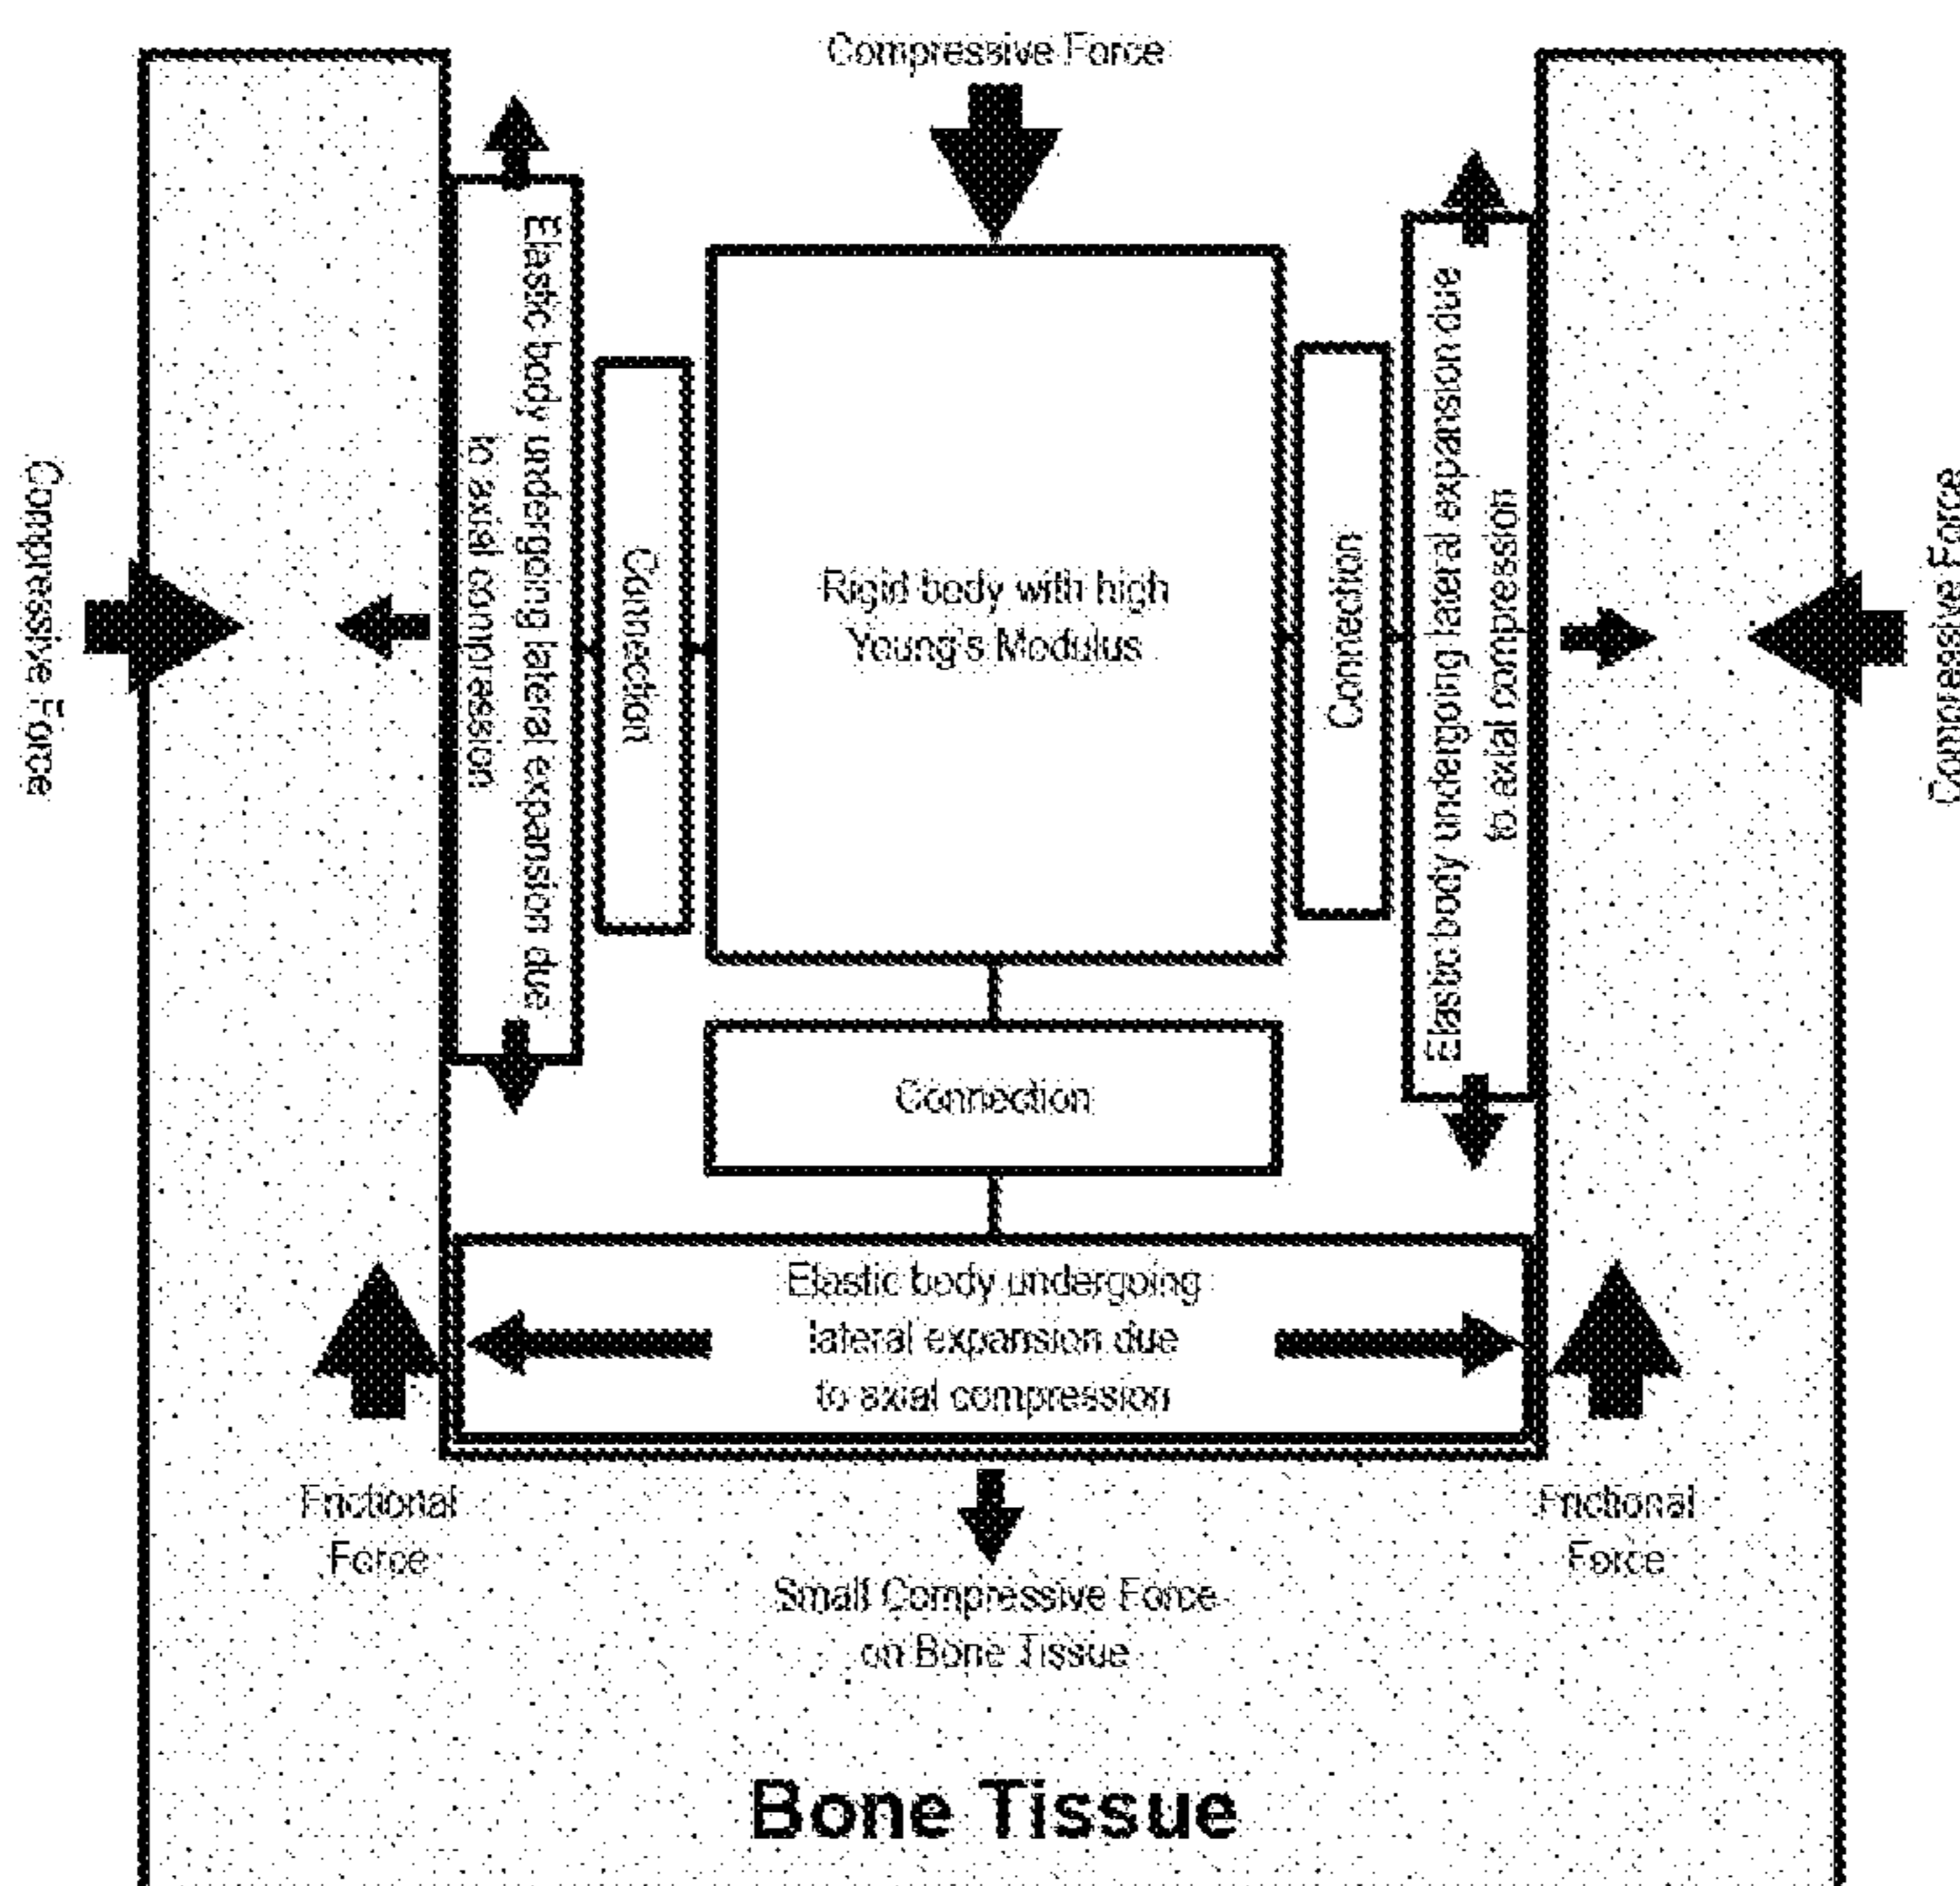 Compressive Force
Compressive Force
Elastic body undergoing lateral expansion due
to axial compression
Connection
Rigid body with high
Young's Modulus
Connection
Elastic body undergoing lateral expansion due
to axial compression
Compressive Force
Connection
Elastic body undergoing
lateral expansion due
to axial compression
Frictional
Force
Frictional
Force
Small Compressive Force
on Bone Tissue
Bone Tissue